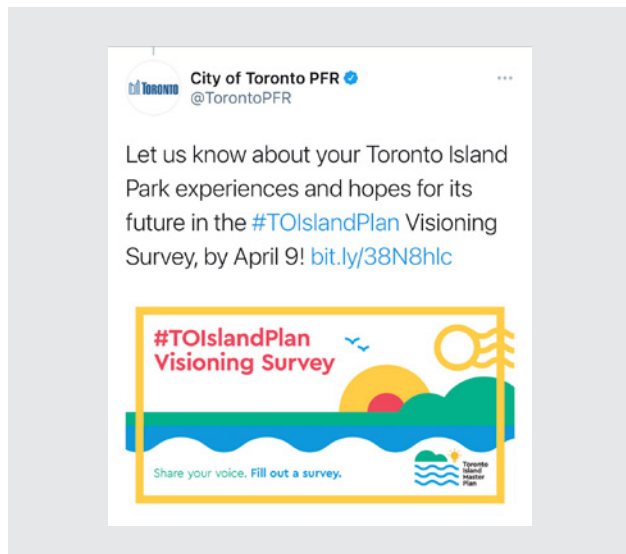 TORONTO
City of Toronto PFR
@TorontoPFR
Let us know about your Toronto Island
Park experiences and hopes for its
future in the #TOIslandPlan Visioning
Survey, by April 9! bit.ly/38N8hlc
#TOIslandPlan
Visioning Survey
Share your voice. Fill out a survey.
Toronto
Island
Master
Plan